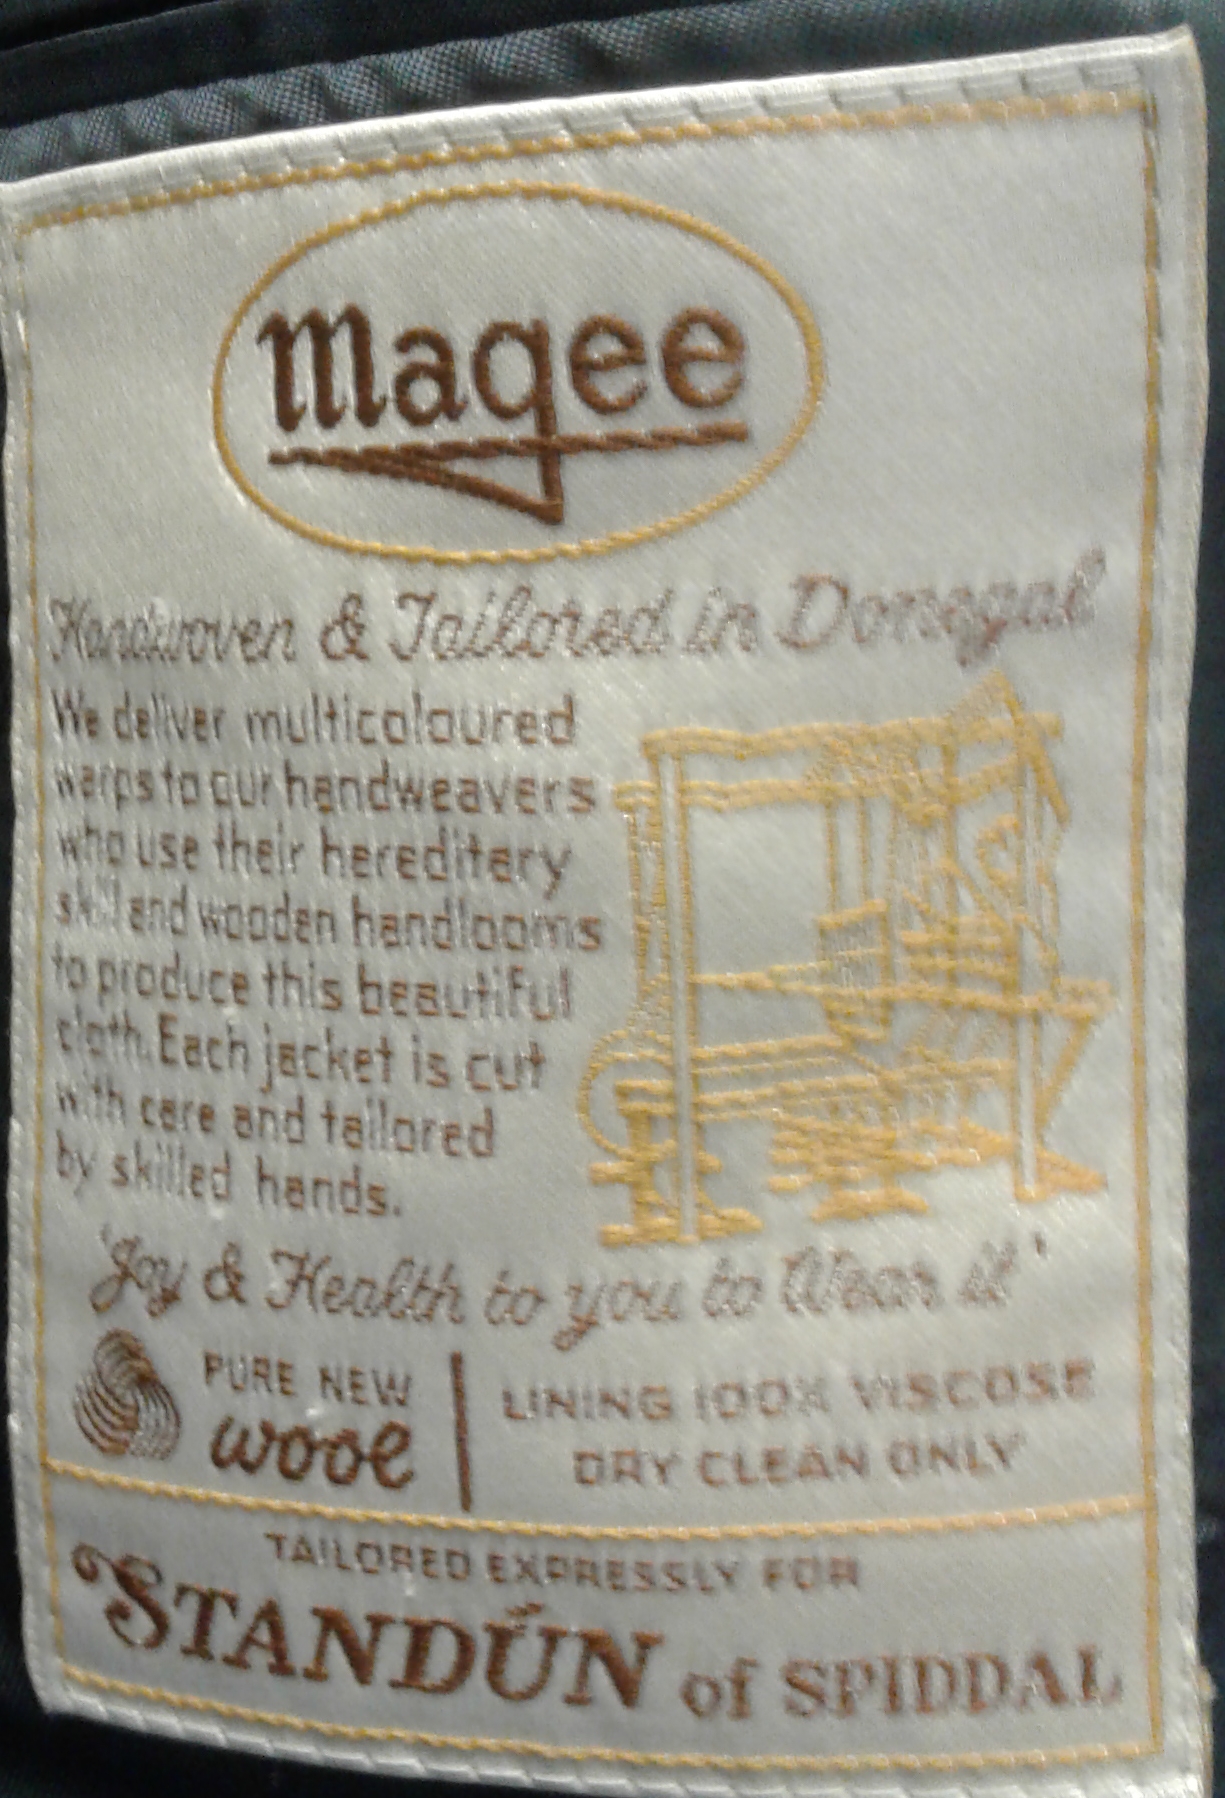 Magee
Handwoven & Tailored in Donegal
We deliver multicoloured
warps to our handweavers
who use their hereditary
skill and wooden handlooms
to produce this beautiful
cloth. Each jacket is cut
with care and tailored
by skilled hands.
'Joy & Health to you to Wear it'
PURE NEW
wool
LINING 100% VISCOSE
DRY CLEAN ONLY
TAILORED EXPRESSLY FOR
STANDÚN of SPIDDAL